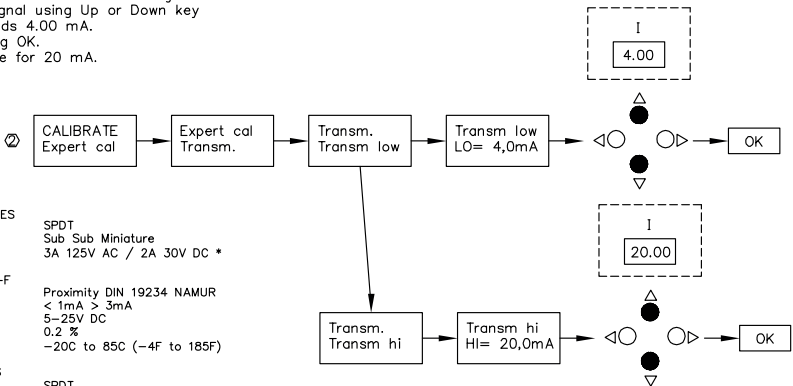 gnal using Up or Down key
ds 4.00 mA.
g OK.
e for 20 mA.
I
4.00
2
CALIBRATE
Expert cal
Expert cal
Transm.
Transm.
Transm low
Transm low
LO= 4,0mA
OK
ES
SPDT
Sub Sub Miniature
3A 125V AC / 2A 30V DC *
-F
Proximity DIN 19234 NAMUR
< 1mA > 3mA
5-25V DC
0.2 %
-20C to 85C (-4F to 185F)
I
20.00
Transm.
Transm hi
Transm hi
HI= 20,0mA
OK
S
SPDT